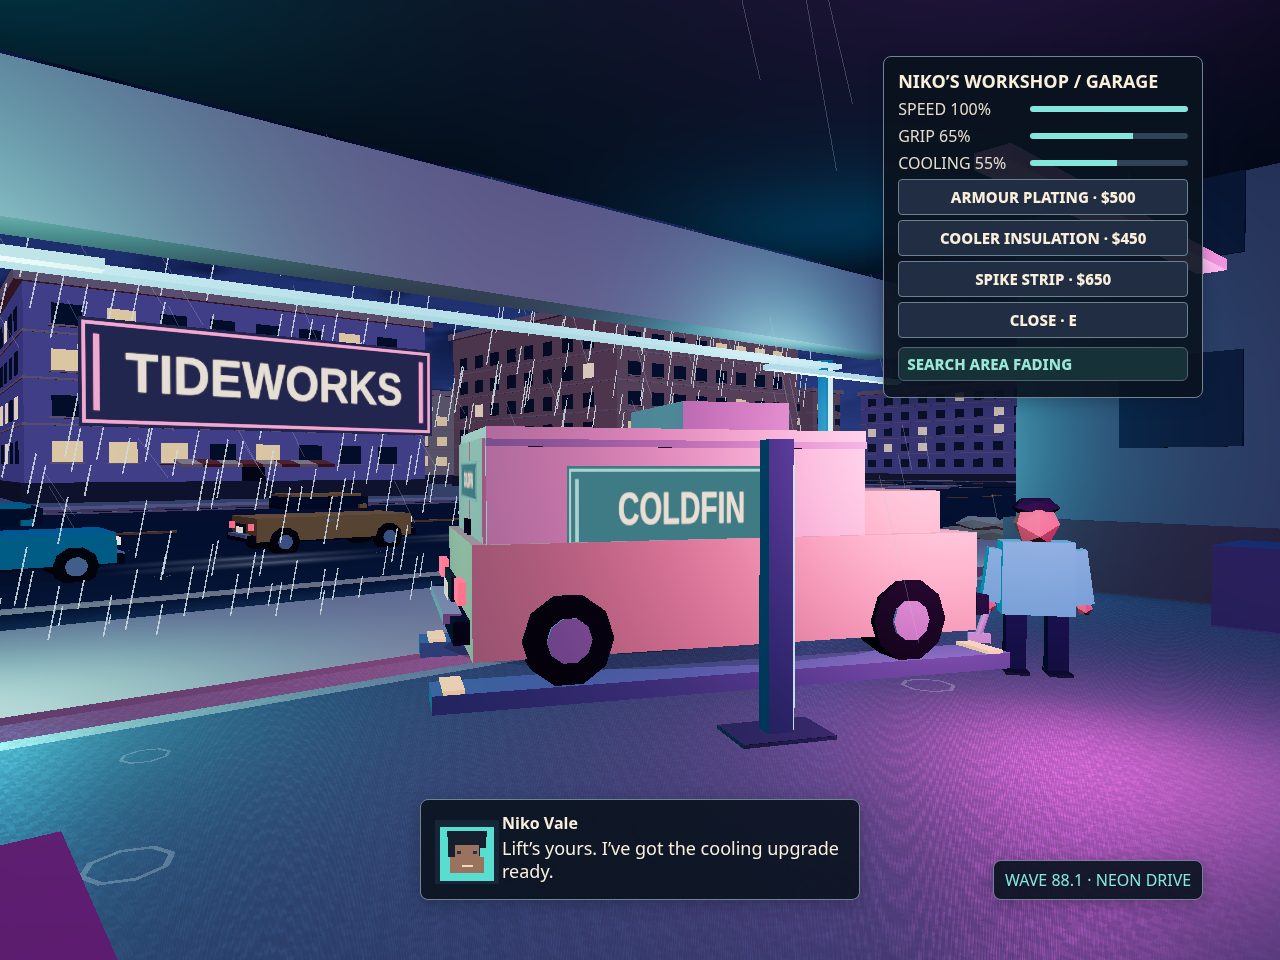 NIKO’S WORKSHOP / GARAGE
SPEED 100%
GRIP 65%
COOLING 55%
ARMOUR PLATING · $500
COOLER INSULATION · $450
SPIKE STRIP · $650
CLOSE · E
SEARCH AREA FADING
TIDEWORKS
COLDFIN
Niko Vale
Lift’s yours. I’ve got the cooling upgrade
ready.
WAVE 88.1 · NEON DRIVE